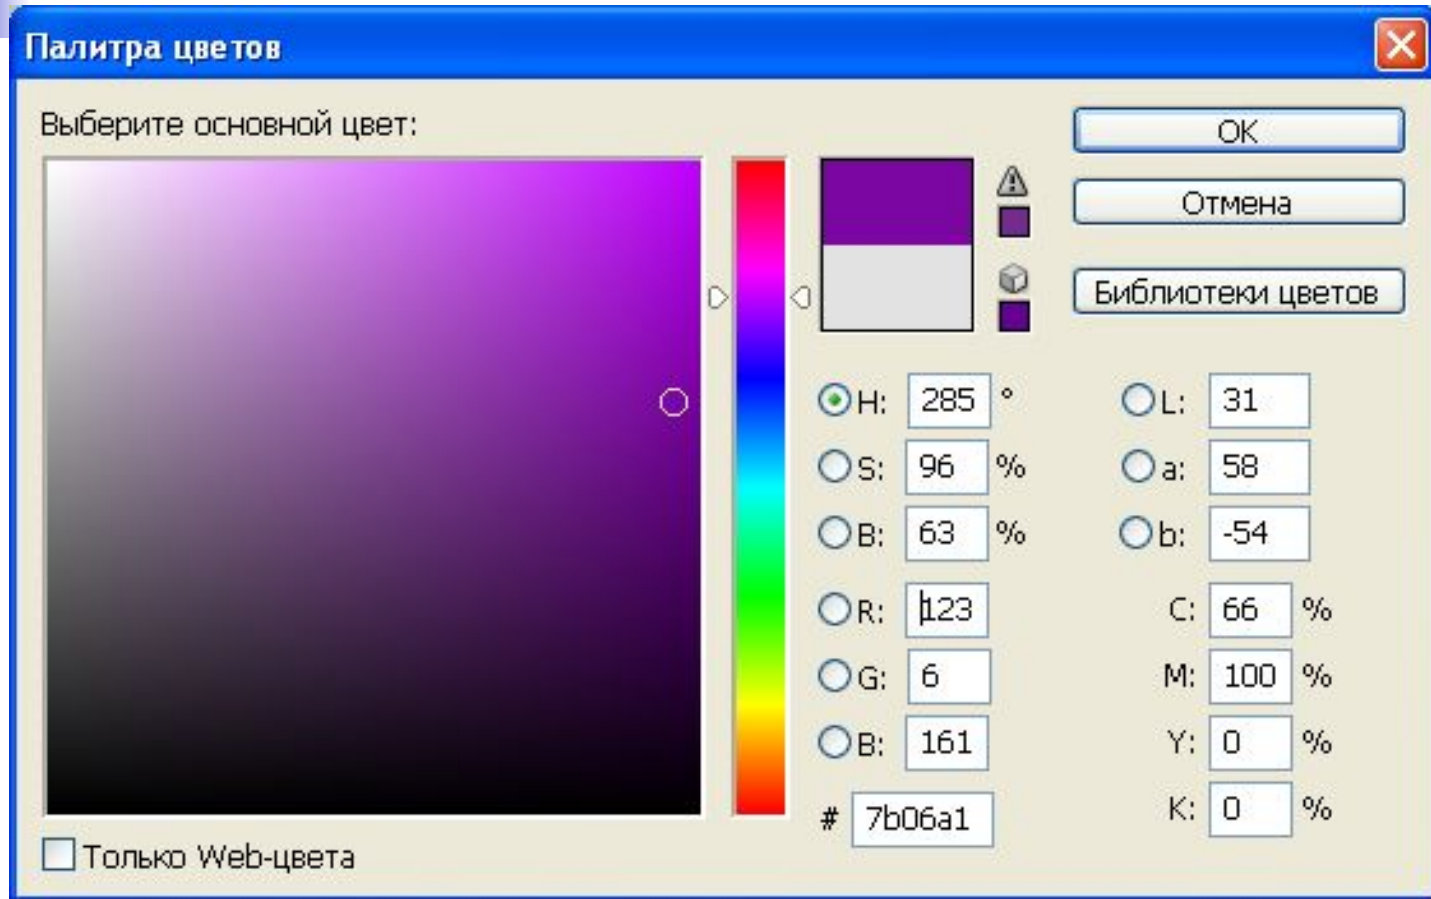 Палитра цветов
Выберите основной цвет:
OK
Отмена
Библиотеки цветов
H: 285 ° L: 31
S: 96 % a: 58
B: 63 % b: -54
R: 123 C: 66 %
G: 6 M: 100 %
B: 161 Y: 0 %
# 7b06a1 K: 0 %
Только Web-цвета